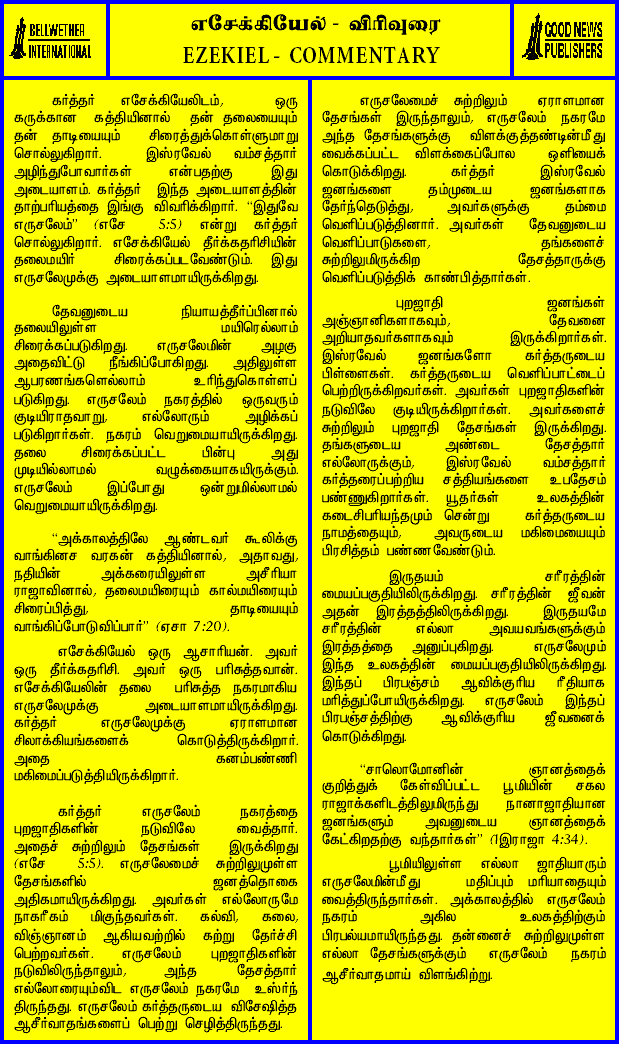 BELLWETHER
INTERNATIONAL
எசேக்கியேல் - விரிவுரை
EZEKIEL - COMMENTARY
GOOD NEWS
PUBLISHERS
கர்த்தர் எசேக்கியேலிடம், ஒரு
கருக்கான கத்தியினால் தன் தலையையும்
தன் தாடியையும் சிரைத்துக்கொள்ளுமாறு
சொல்லுகிறார். இஸ்ரவேல் வம்சத்தார்
அழிந்துபோவார்கள் என்பதற்கு இது
அடையாளம். கர்த்தர் இந்த அடையாளத்தின்
தாற்பரியத்தை இங்கு விவரிக்கிறார். “இதுவே
எருசலேம்” (எசே 5:5) என்று கர்த்தர்
சொல்லுகிறார். எசேக்கியேல் தீர்க்கதரிசியின்
தலைமயிர் சிரைக்கப்படவேண்டும். இது
எருசலேமுக்கு அடையாளமாயிருக்கிறது.
தேவனுடைய நியாயத்தீர்ப்பினால்
தலையிலுள்ள மயிரெல்லாம்
சிரைக்கப்படுகிறது. எருசலேமின் அழகு
அதைவிட்டு நீங்கிப்போகிறது. அதிலுள்ள
ஆபரணங்களெல்லாம் உரிந்துகொள்ளப்
படுகிறது. எருசலேம் நகரத்தில் ஒருவரும்
குடியிராதவாறு, எல்லோரும் அழிக்கப்
படுகிறார்கள். நகரம் வெறுமையாயிருக்கிறது.
தலை சிரைக்கப்பட்ட பின்பு அது
முடியில்லாமல் வழுக்கையாகயிருக்கும்.
எருசலேம் இப்போது ஒன்றுமில்லாமல்
வெறுமையாயிருக்கிறது.
“அக்காலத்திலே ஆண்டவர் கூலிக்கு
வாங்கினச வரகன் கத்தியினால், அதாவது,
நதியின் அக்கரையிலுள்ள அசீரியா
ராஜாவினால், தலைமயிரையும் கால்மயிரையும்
சிரைப்பித்து, தாடியையும்
வாங்கிப்போடுவிப்பார்” (ஏசா 7:20).
எசேக்கியேல் ஒரு ஆசாரியன். அவர்
ஒரு தீர்க்கதரிசி. அவர் ஒரு பரிசுத்தவான்.
எசேக்கியேலின் தலை பரிசுத்த நகரமாகிய
எருசலேமுக்கு அடையாளமாயிருக்கிறது.
கர்த்தர் எருசலேமுக்கு ஏராளமான
சிலாக்கியங்களைக் கொடுத்திருக்கிறார்.
அதை கனம்பண்ணி
மகிமைப்படுத்தியிருக்கிறார்.
கர்த்தர் எருசலேம் நகரத்தை
புறஜாதிகளின் நடுவிலே வைத்தார்.
அதைச் சுற்றிலும் தேசங்கள் இருக்கிறது
(எசே 5:5). எருசலேமைச் சுற்றிலுமுள்ள
தேசங்களில் ஜனத்தொகை
அதிகமாயிருக்கிறது. அவர்கள் எல்லோருமே
நாகரீகம் மிகுந்தவர்கள். கல்வி, கலை,
விஞ்ஞானம் ஆகியவற்றில் கற்று தேர்ச்சி
பெற்றவர்கள். எருசலேம் புறஜாதிகளின்
நடுவிலிருந்தாலும், அந்த தேசத்தார்
எல்லோரையும்விட எருசலேம் நகரமே உயர்ந்
திருந்தது. எருசலேம் கர்த்தருடைய விசேஷித்த
ஆசீர்வாதங்களைப் பெற்று செழித்திருந்தது.
எருசலேமைச் சுற்றிலும் ஏராளமான
தேசங்கள் இருந்தாலும், எருசலேம் நகரமே
அந்த தேசங்களுக்கு விளக்குத்தண்டின்மீது
வைக்கப்பட்ட விளக்கைப்போல ஒளியைக்
கொடுக்கிறது. கர்த்தர் இஸ்ரவேல்
ஜனங்களை தம்முடைய ஜனங்களாக
தேர்ந்தெடுத்து, அவர்களுக்கு தம்மை
வெளிப்படுத்தினார். அவர்கள் தேவனுடைய
வெளிப்பாடுகளை, தங்களைச்
சுற்றிலுமிருக்கிற தேசத்தாருக்கு
வெளிப்படுத்திக் காண்பித்தார்கள்.
புறஜாதி ஜனங்கள்
அஞ்ஞானிகளாகவும், தேவனை
அறியாதவர்களாகவும் இருக்கிறார்கள்.
இஸ்ரவேல் ஜனங்களோ கர்த்தருடைய
பிள்ளைகள். கர்த்தருடைய வெளிப்பாட்டைப்
பெற்றிருக்கிறவர்கள். அவர்கள் புறஜாதிகளின்
நடுவிலே குடியிருக்கிறார்கள். அவர்களைச்
சுற்றிலும் புறஜாதி தேசங்கள் இருக்கிறது.
தங்களுடைய அண்டை தேசத்தார்
எல்லோருக்கும், இஸ்ரவேல் வம்சத்தார்
கர்த்தரைப்பற்றிய சத்தியங்களை உபதேசம்
பண்ணுகிறார்கள். யூதர்கள் உலகத்தின்
கடைசிபரியந்தமும் சென்று கர்த்தருடைய
நாமத்தையும், அவருடைய மகிமையையும்
பிரசித்தம் பண்ணவேண்டும்.
இருதயம் சரீரத்தின்
மையப்பகுதியிலிருக்கிறது. சரீரத்தின் ஜீவன்
அதன் இரத்தத்திலிருக்கிறது. இருதயமே
சரீரத்தின் எல்லா அவயவங்களுக்கும்
இரத்தத்தை அனுப்புகிறது. எருசலேமும்
இந்த உலகத்தின் மையப்பகுதியிலிருக்கிறது.
இந்தப் பிரபஞ்சம் ஆவிக்குரிய ரீதியாக
மரித்துப்போயிருக்கிறது. எருசலேம் இந்தப்
பிரபஞ்சத்திற்கு ஆவிக்குரிய ஜீவனைக்
கொடுக்கிறது.
“சாலொமோனின் ஞானத்தைக்
குறித்துக் கேள்விப்பட்ட பூமியின் சகல
ராஜாக்களிடத்திலுமிருந்து நானாஜாதியான
ஜனங்களும் அவனுடைய ஞானத்தைக்
கேட்கிறதற்கு வந்தார்கள்” (1இராஜா 4:34).
பூமியிலுள்ள எல்லா ஜாதியாரும்
எருசலேமின்மீது மதிப்பும் மரியாதையும்
வைத்திருந்தார்கள். அக்காலத்தில் எருசலேம்
நகரம் அகில உலகத்திற்கும்
பிரபல்யமாயிருந்தது. தன்னைச் சுற்றிலுமுள்ள
எல்லா தேசங்களுக்கும் எருசலேம் நகரம்
ஆசீர்வாதமாய் விளங்கிற்று.